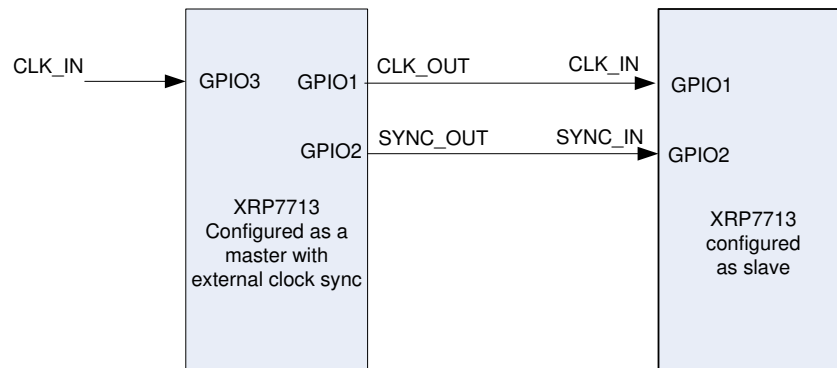 CLK_IN
GPIO3
GPIO1
CLK_OUT
CLK_IN
GPIO1
GPIO2
SYNC_OUT
SYNC_IN
GPIO2
XRP7713
Configured as a
master with
external clock sync
XRP7713
configured
as slave